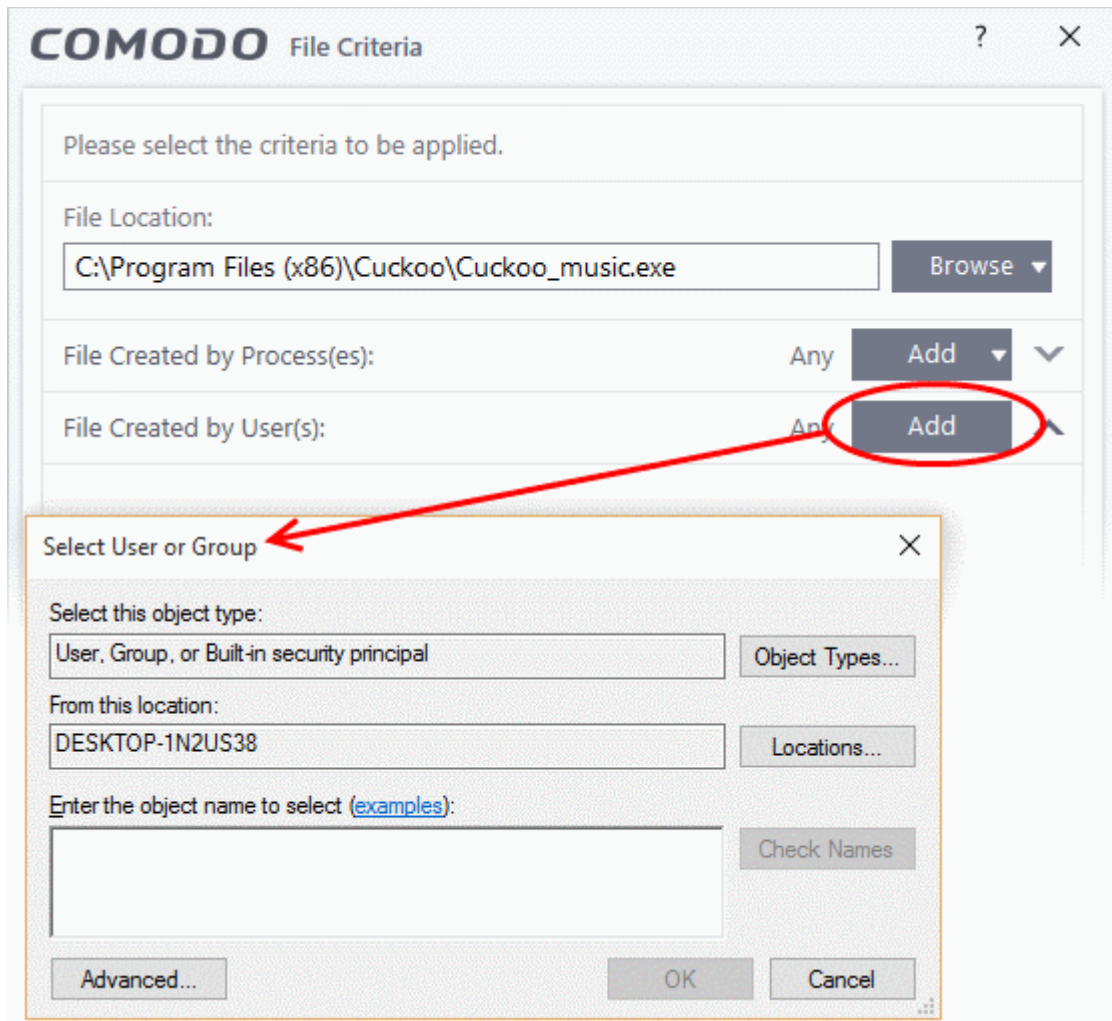 COMODO File Criteria ?
Please select the criteria to be applied.
File Location:
C:\Program Files (x86)\Cuckoo\Cuckoo_music.exe Browse
File Created by Process(es): Any Add
File Created by User(s): Any Add
Select User or Group
Select this object type:
User, Group, or Built-in security principal Object Types...
From this location:
DESKTOP-1N2US38 Locations...
Enter the object name to select (examples):
Check Names
Advanced... OK Cancel